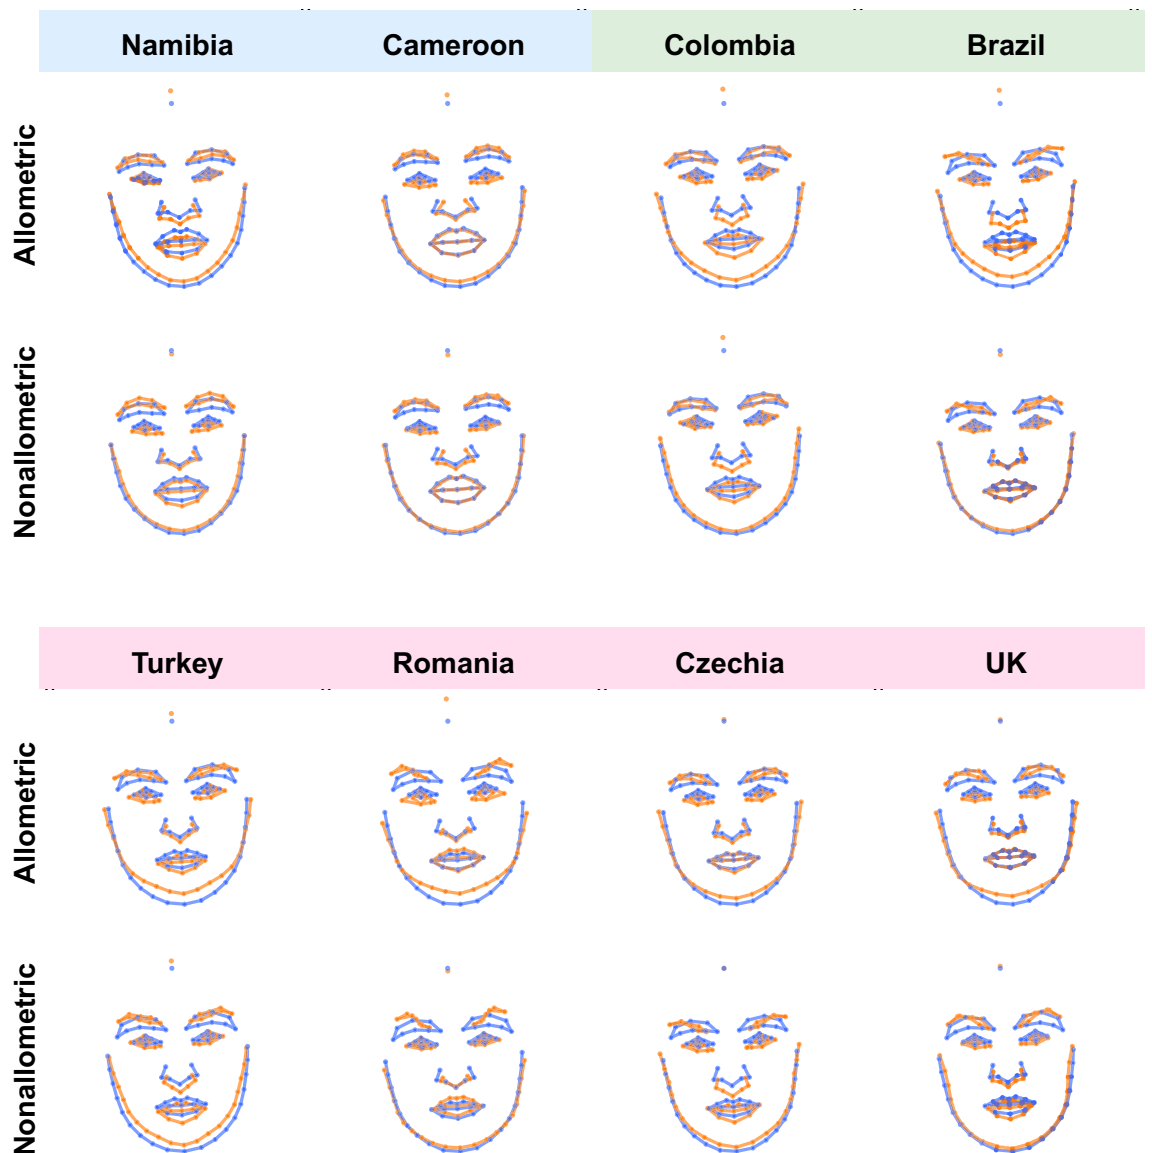 Namibia Cameroon Colombia Brazil
Allometric
Nonallometric
Turkey Romania Czechia UK
Allometric
Nonallometric